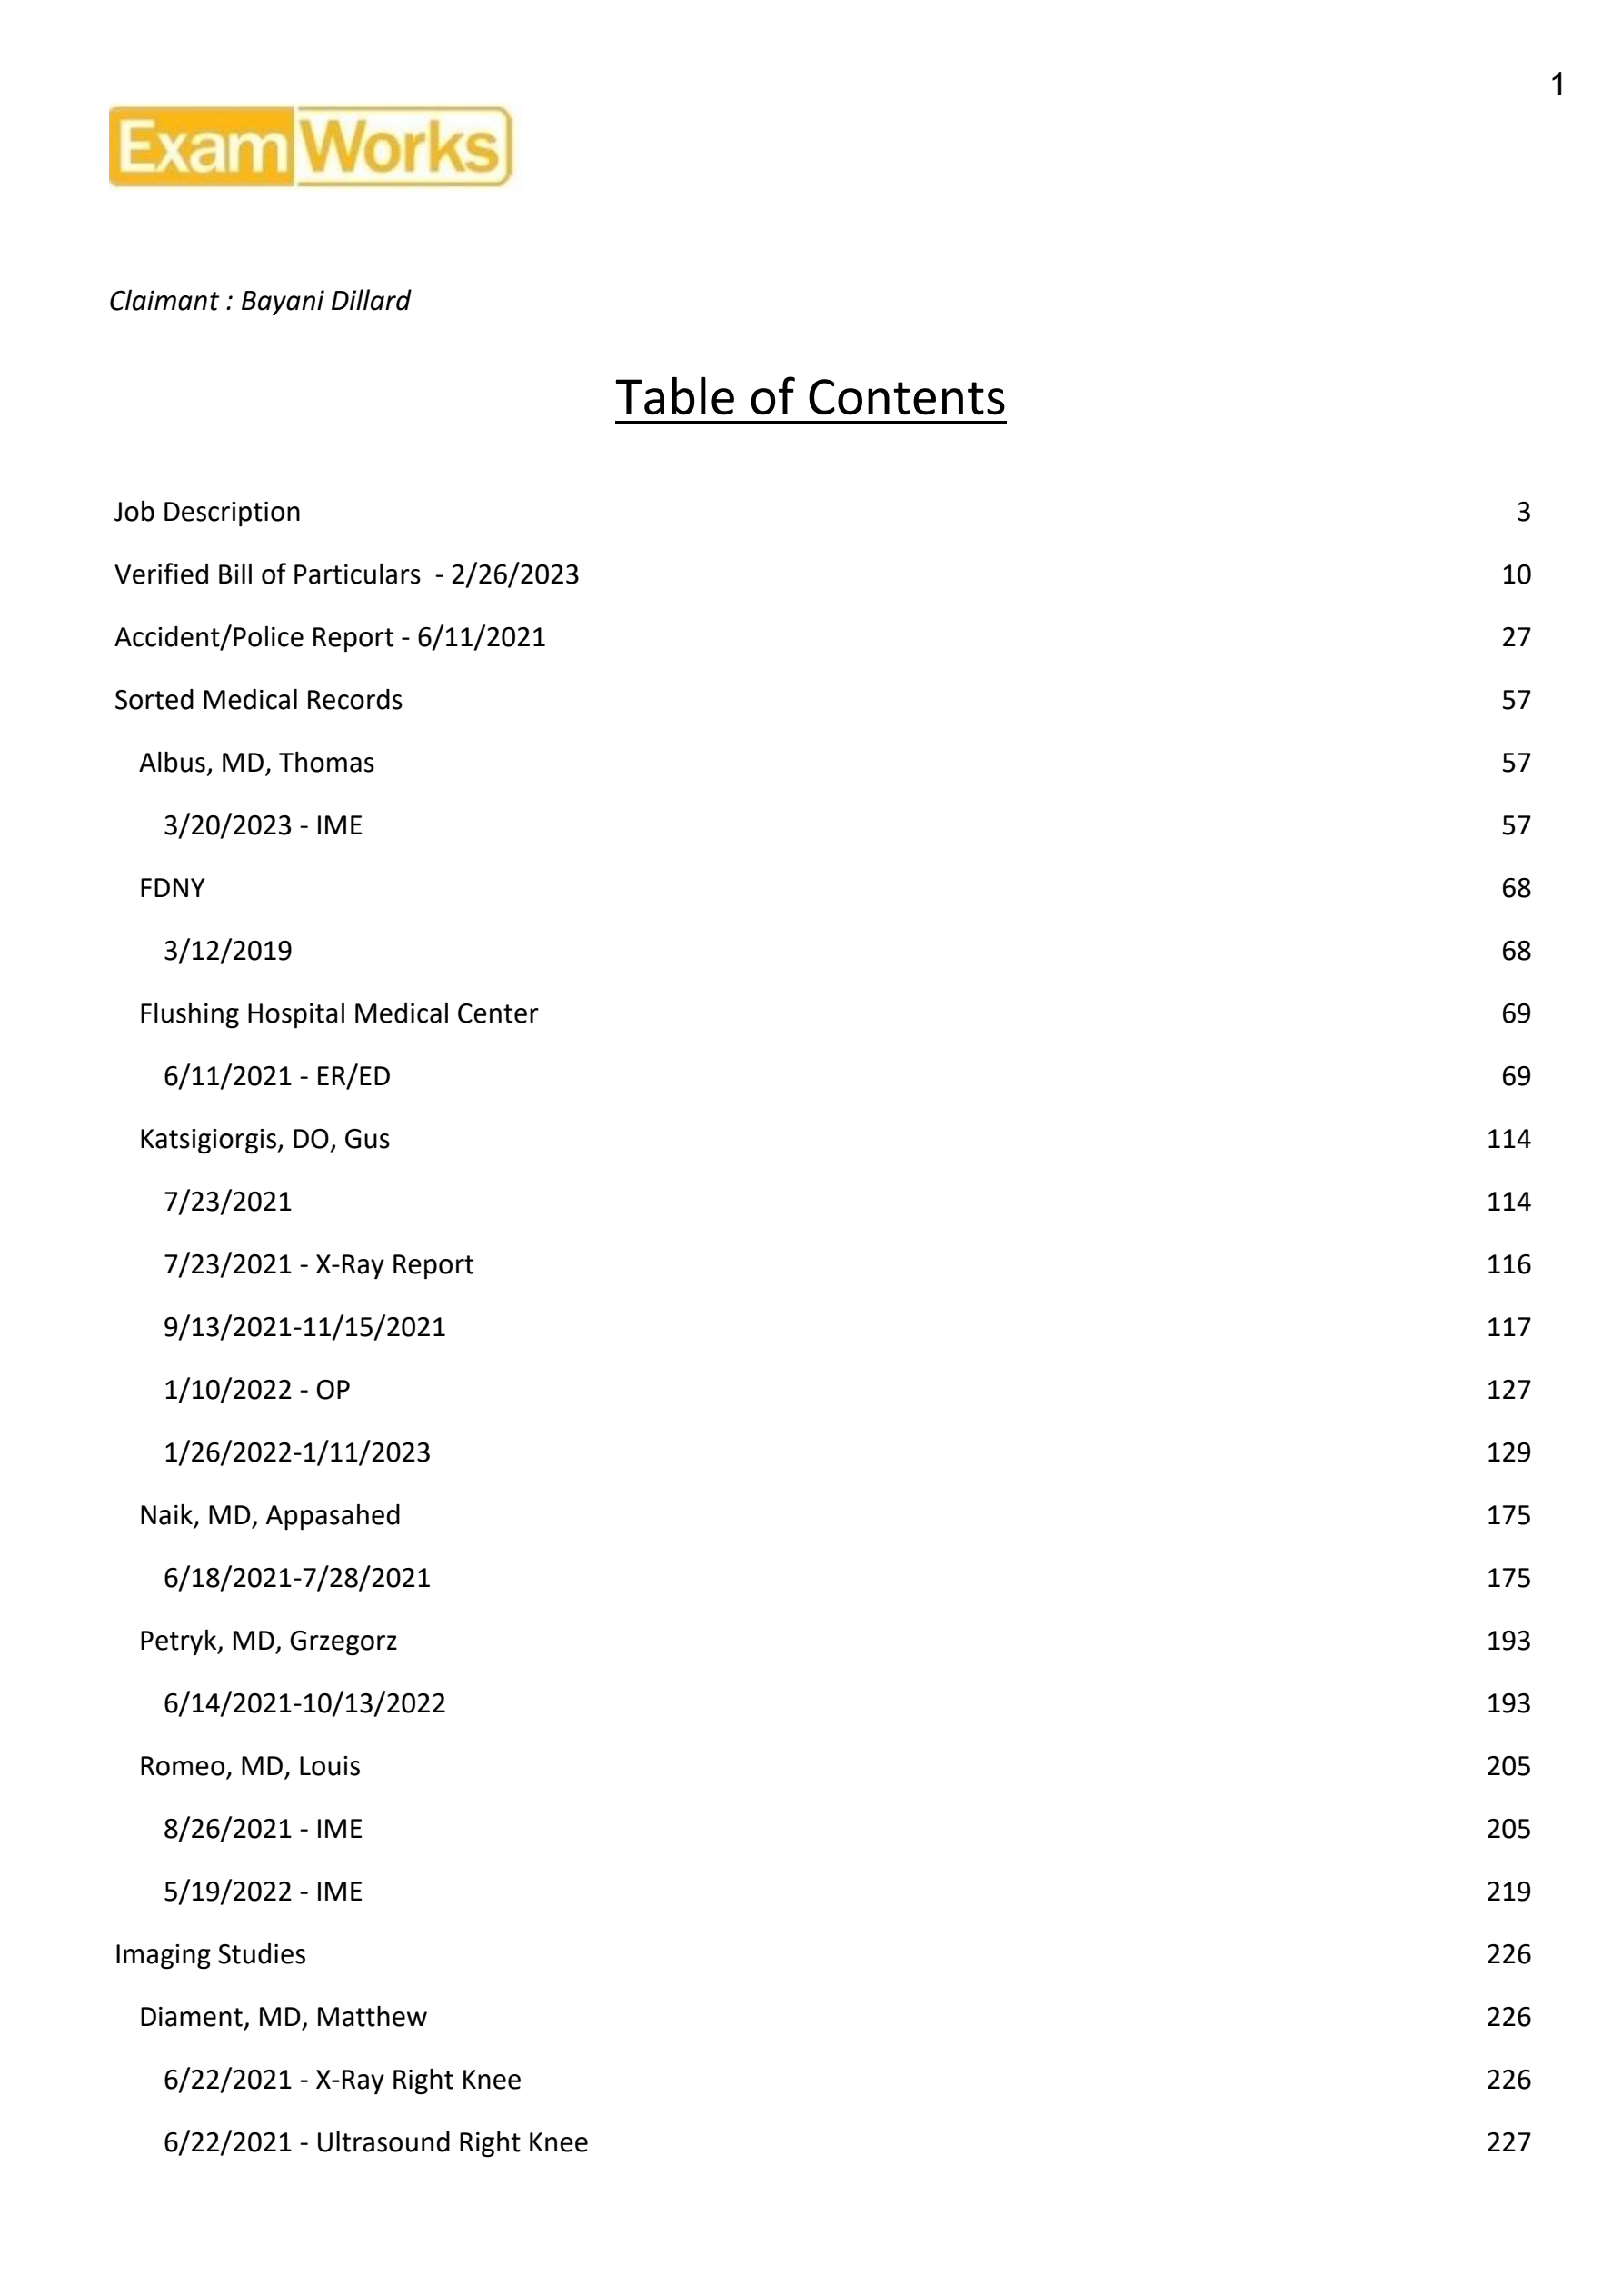 1
ExamWorks
Claimant : Bayani Dillard
Table of Contents
Job Description 3
Verified Bill of Particulars - 2/26/2023 10
Accident/Police Report - 6/11/2021 27
Sorted Medical Records 57
Albus, MD, Thomas 57
3/20/2023 - IME 57
FDNY 68
3/12/2019 68
Flushing Hospital Medical Center 69
6/11/2021 - ER/ED 69
Katsigiorgis, DO, Gus 114
7/23/2021 114
7/23/2021 - X-Ray Report 116
9/13/2021-11/15/2021 117
1/10/2022 - OP 127
1/26/2022-1/11/2023 129
Naik, MD, Appasahed 175
6/18/2021-7/28/2021 175
Petryk, MD, Grzegorz 193
6/14/2021-10/13/2022 193
Romeo, MD, Louis 205
8/26/2021 - IME 205
5/19/2022 - IME 219
Imaging Studies 226
Diament, MD, Matthew 226
6/22/2021 - X-Ray Right Knee 226
6/22/2021 - Ultrasound Right Knee 227